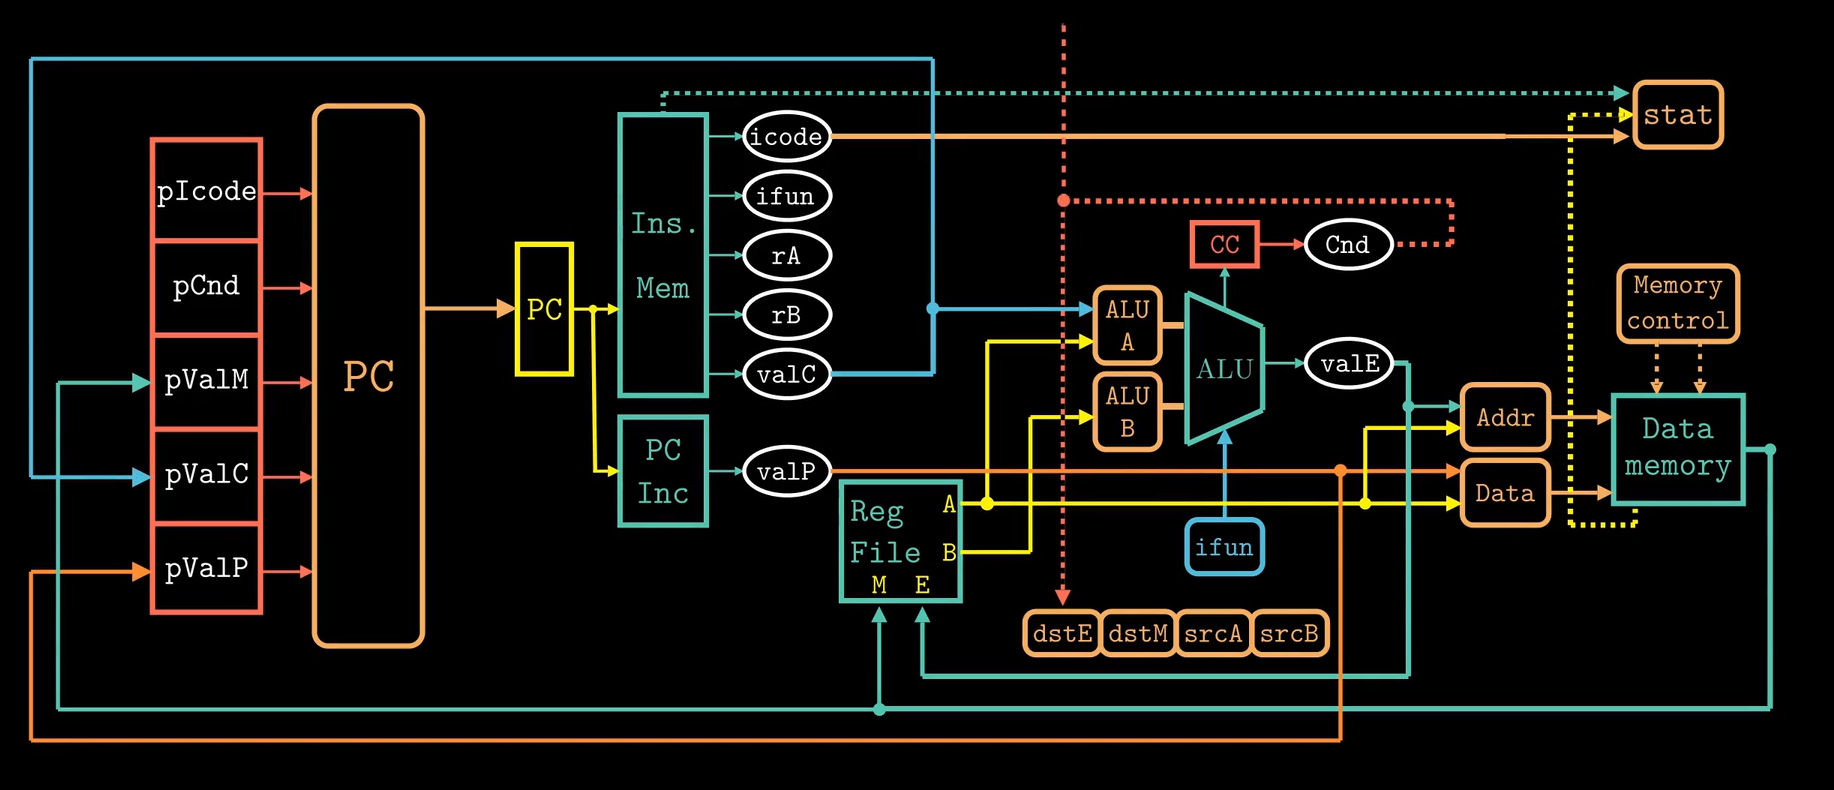 pIcode
pCnd
pValM
pValC
pValP
PC
PC
Ins.
Mem
PC
Inc
icode
ifun
rA
rB
valC
valP
Reg
File
A
B
M E
ALU
A
ALU
B
ALU
CC
Cnd
valE
ifun
dstE dstM srcA srcB
stat
Memory
control
Addr
Data
Data
memory